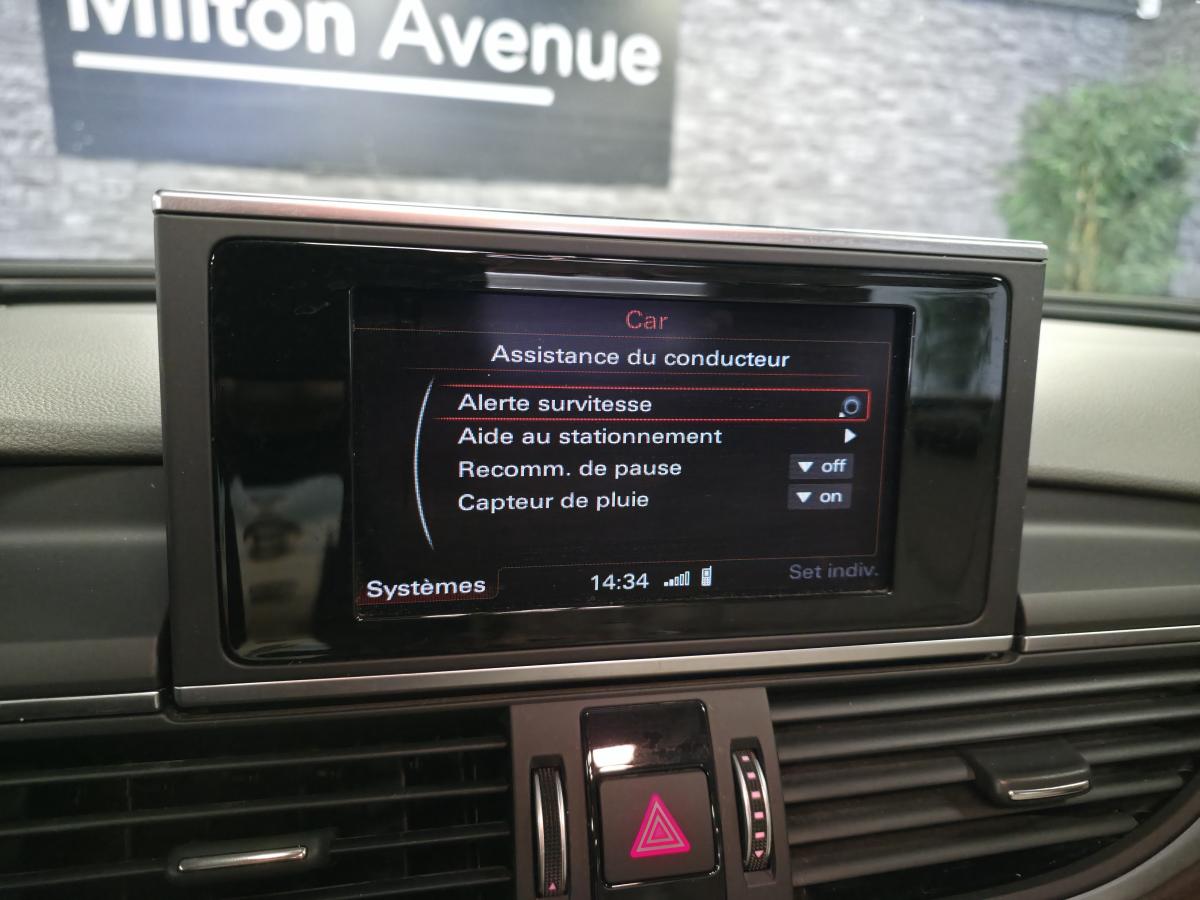 Milton Avenue
Car
Assistance du conducteur
Alerte survitesse
Aide au stationnement
Recomm. de pause off
Capteur de pluie on
Systèmes 14:34 Set indiv.